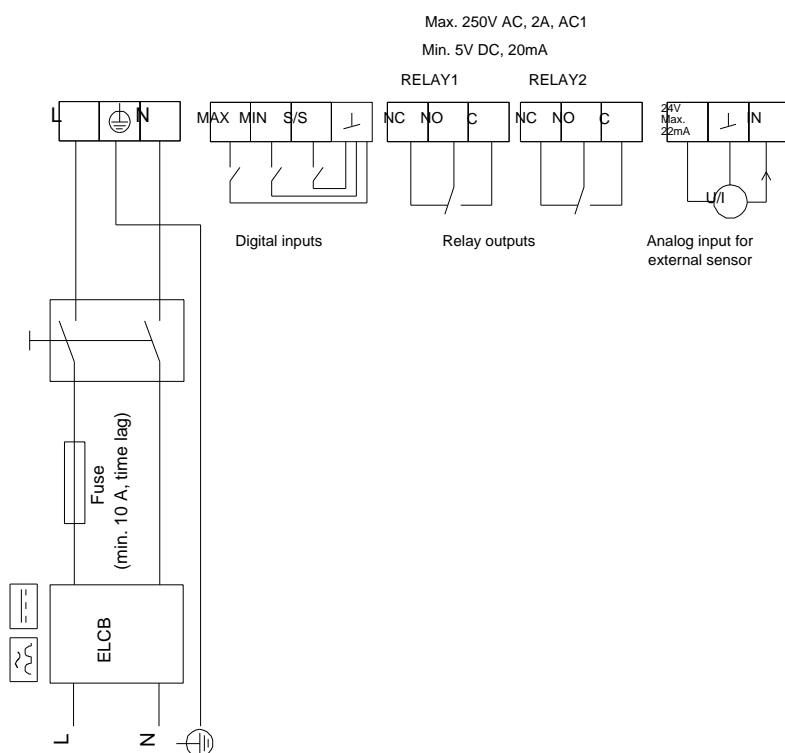 Max. 250V AC, 2A, AC1
Min. 5V DC, 20mA
RELAY1
RELAY2
L
N
MAX MIN S/S
NC NO C
NC NO C
24V
Max.
22mA
IN
U/I
Digital inputs
Relay outputs
Analog input for
external sensor
Fuse
(min. 10 A, time lag)
ELCB
L
N